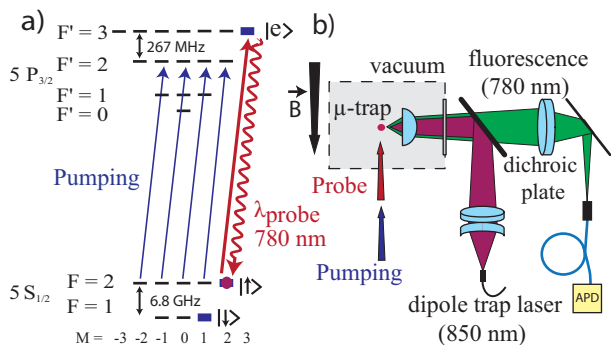 a)
F' = 3
|e>
267 MHz
5 P3/2
F' = 2
F' = 1
F' = 0
Pumping
λprobe
780 nm
F = 2
|↑>
5 S1/2
6.8 GHz
F = 1
|↓>
M = -3 -2 -1 0 1 2 3
b)
vacuum
fluorescence
(780 nm)
B
μ-trap
Probe
dichroic
plate
Pumping
dipole trap laser
(850 nm)
APD